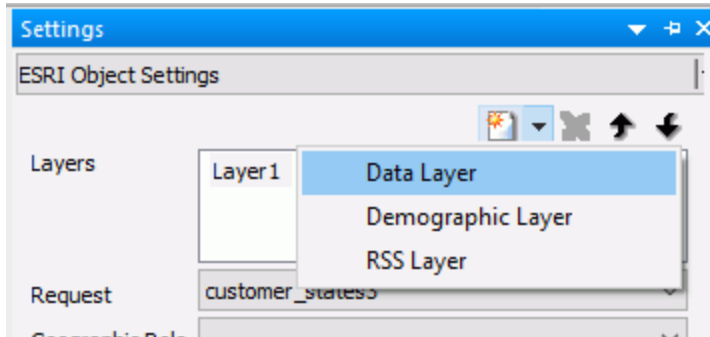 Settings
ESRI Object Settings
Layers
Layer1
Data Layer
Demographic Layer
RSS Layer
Request
customer_states3